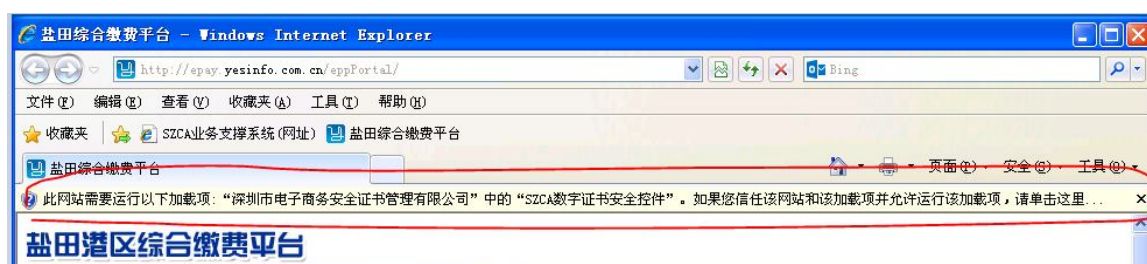 盐田综合缴费平台 - Windows Internet Explorer
http://epay.yesinfo.com.cn/eppPortal/ Bing
文件(F) 编辑(E) 查看(V) 收藏夹(A) 工具(T) 帮助(H)
收藏夹 SZCA业务支撑系统(网址) 盐田综合缴费平台
盐田综合缴费平台 页面(P) 安全(S) 工具(O)
此网站需要运行以下加载项:“深圳市电子商务安全证书管理有限公司”中的“SZCA数字证书安全控件”。如果您信任该网站和该加载项并允许运行该加载项,请单击这里...
盐田港区综合缴费平台